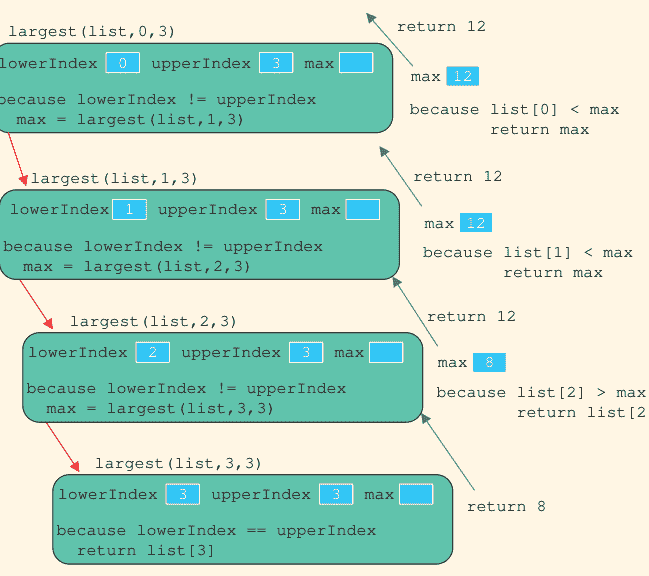 largest(list,0,3)
return 12
lowerIndex 0 upperIndex 3 max
max 12
because lowerIndex != upperIndex
max = largest(list,1,3)
because list[0] < max
return max
largest(list,1,3)
return 12
lowerIndex 1 upperIndex 3 max
max 12
because lowerIndex != upperIndex
max = largest(list,2,3)
because list[1] < max
return max
largest(list,2,3)
return 12
lowerIndex 2 upperIndex 3 max
max 8
because lowerIndex != upperIndex
max = largest(list,3,3)
because list[2] > max
return list[2
largest(list,3,3)
lowerIndex 3 upperIndex 3 max
return 8
because lowerIndex == upperIndex
return list[3]